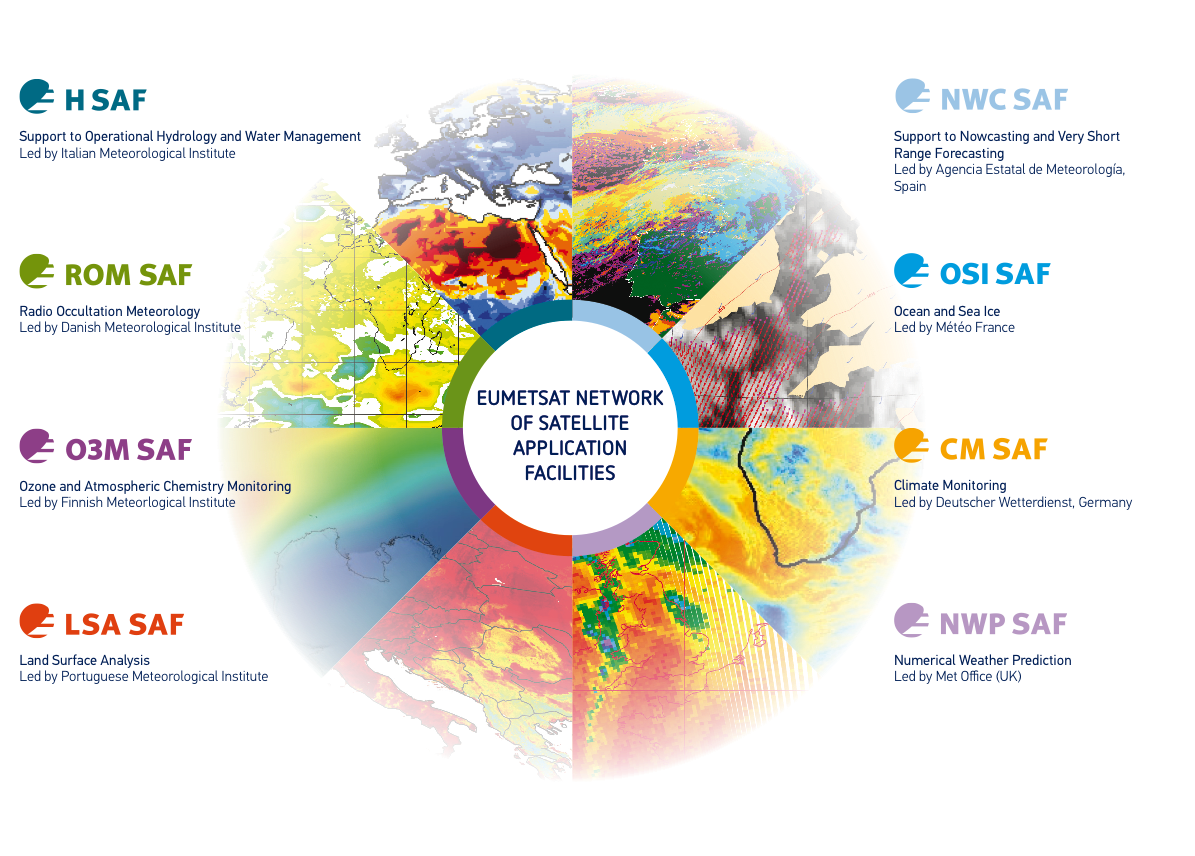 H SAF
Support to Operational Hydrology and Water Management
Led by Italian Meteorological Institute
ROM SAF
Radio Occultation Meteorology
Led by Danish Meteorological Institute
O3M SAF
Ozone and Atmospheric Chemistry Monitoring
Led by Finnish Meteorlogical Institute
LSA SAF
Land Surface Analysis
Led by Portuguese Meteorological Institute
EUMETSAT NETWORK
OF SATELLITE
APPLICATION
FACILITIES
NWC SAF
Support to Nowcasting and Very Short
Range Forecasting
Led by Agencia Estatal de Meteorología,
Spain
OSI SAF
Ocean and Sea Ice
Led by Météo France
CM SAF
Climate Monitoring
Led by Deutscher Wetterdienst, Germany
NWP SAF
Numerical Weather Prediction
Led by Met Office (UK)